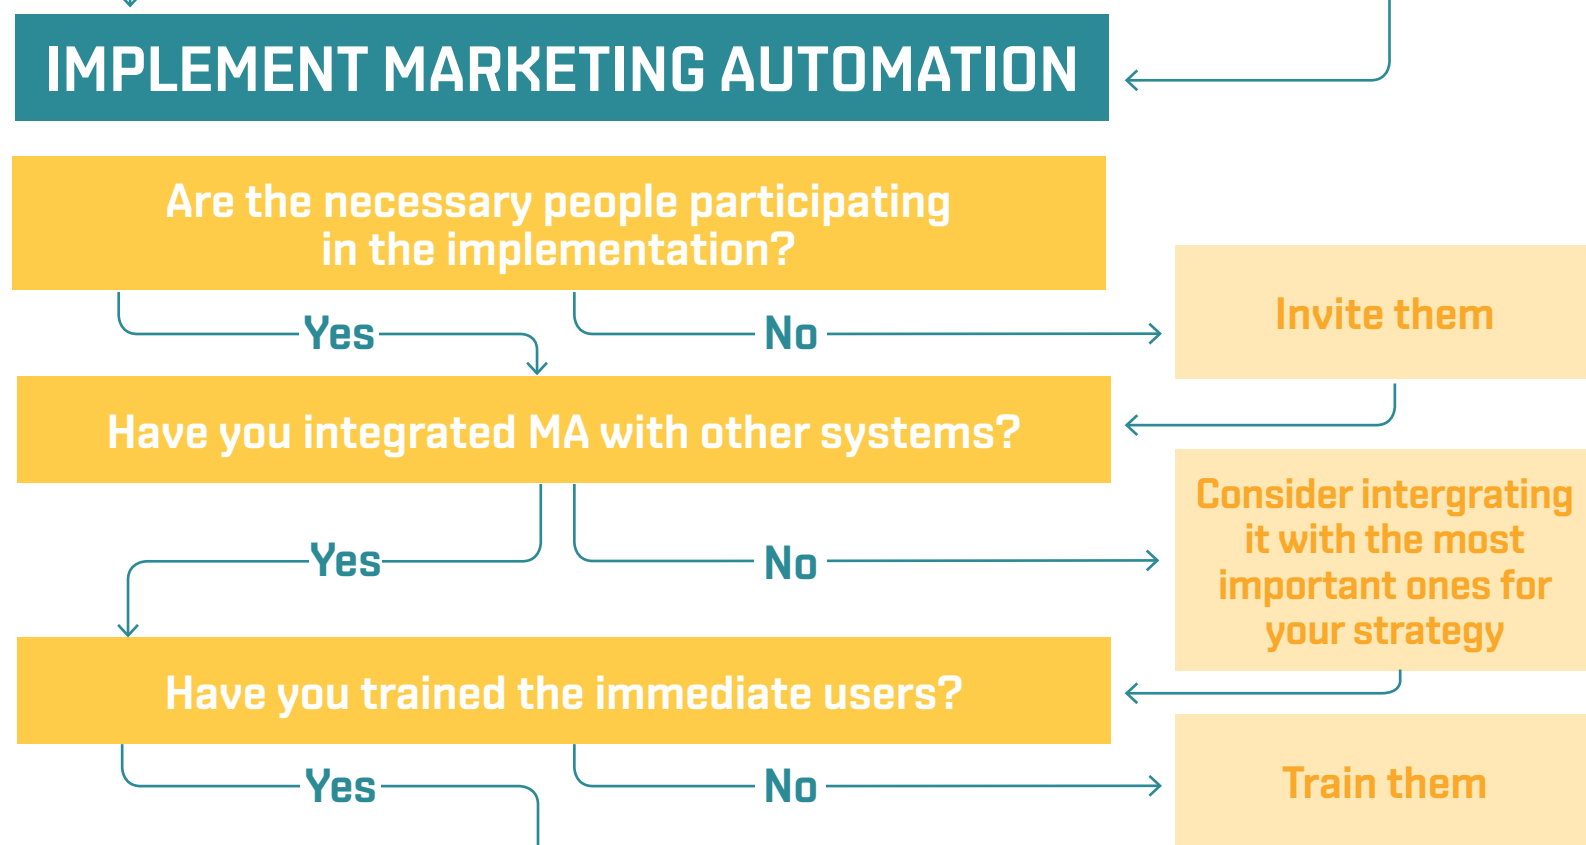 IMPLEMENT MARKETING AUTOMATION
Are the necessary people participating
in the implementation?
Yes
No
Invite them
Have you integrated MA with other systems?
Yes
No
Consider intergrating
it with the most
important ones for
your strategy
Have you trained the immediate users?
Yes
No
Train them